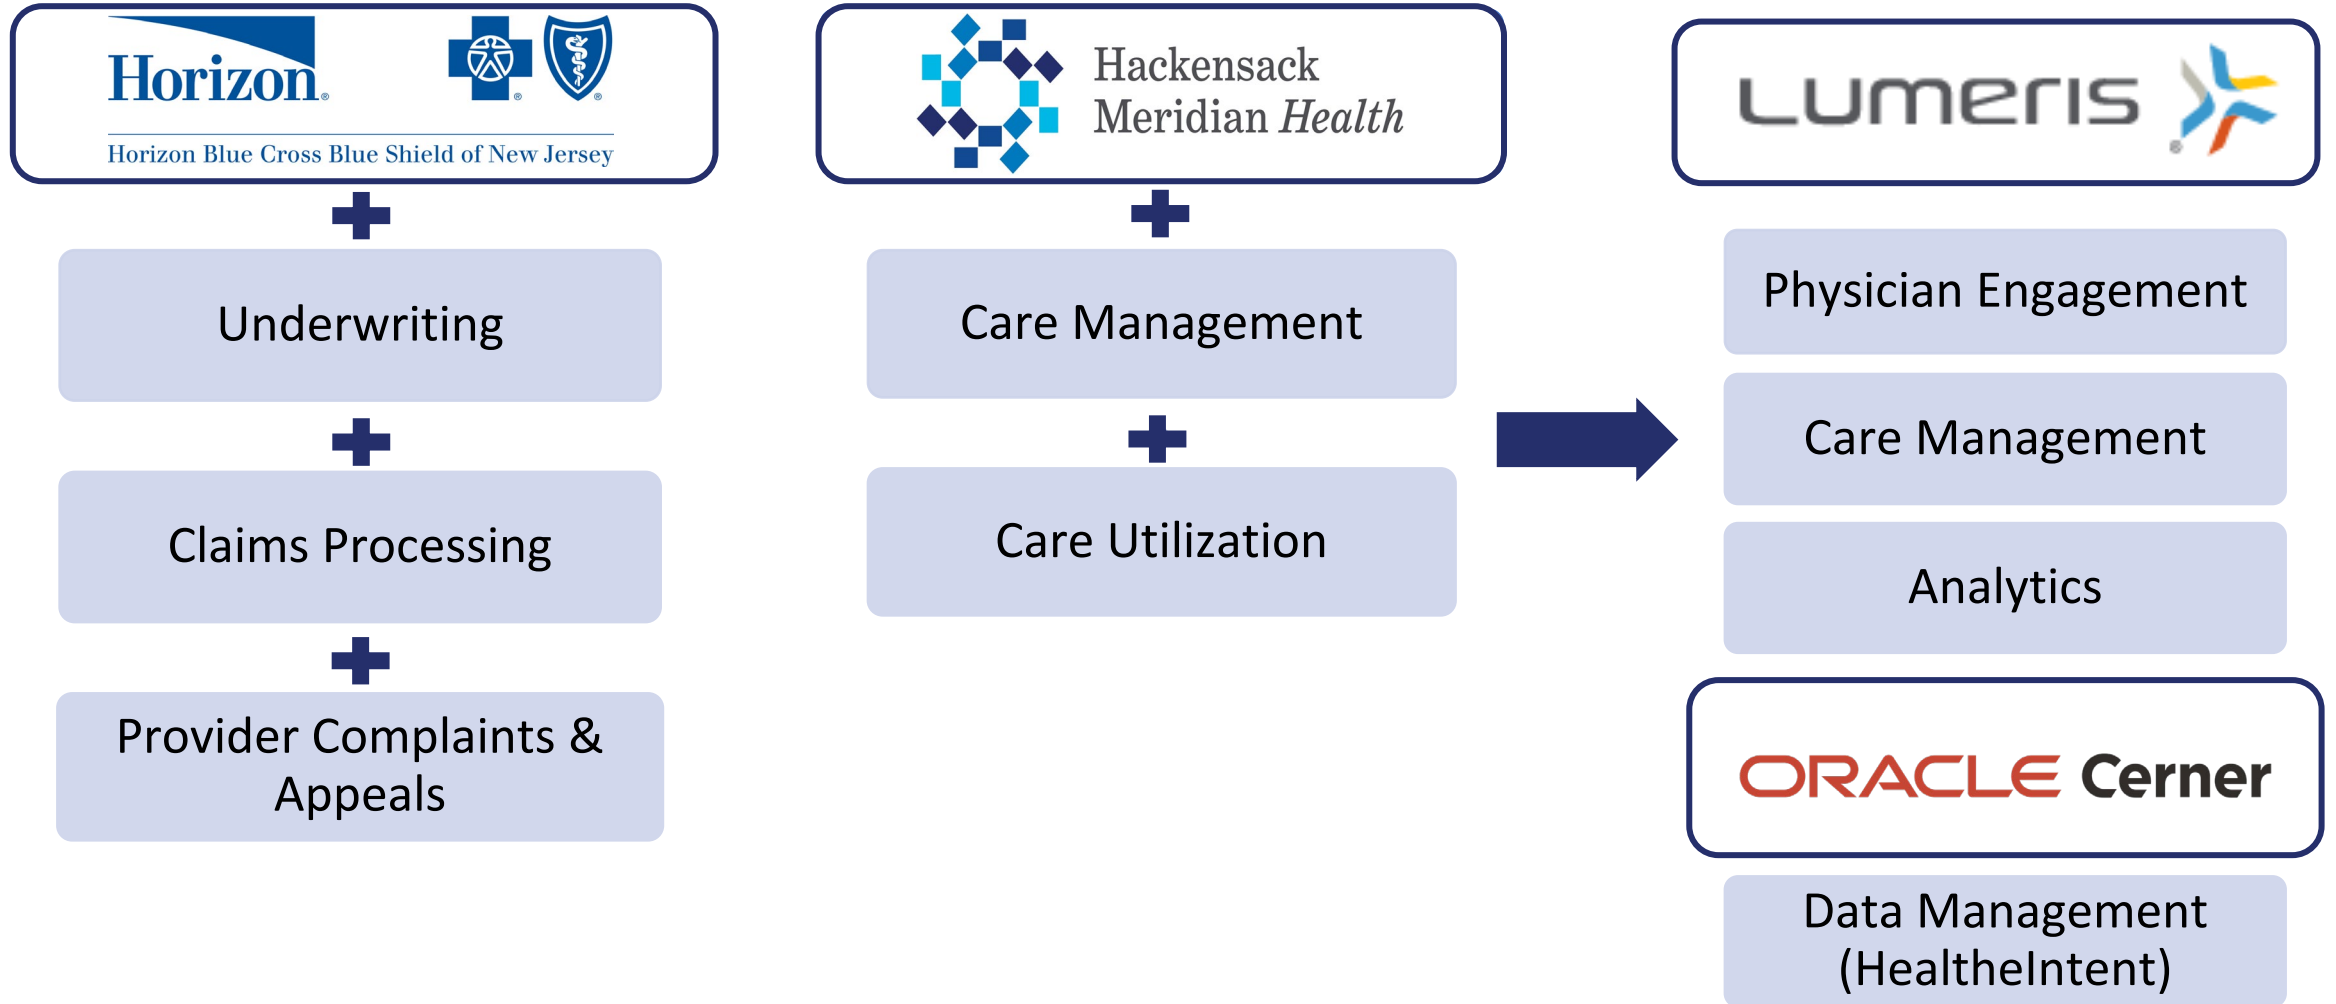 Horizon®
® ®
Horizon Blue Cross Blue Shield of New Jersey
Underwriting
Claims Processing
Provider Complaints &
Appeals
Hackensack
Meridian Health
Care Management
Care Utilization
LUMERIS
®
Physician Engagement
Care Management
Analytics
ORACLE Cerner
Data Management
(HealtheIntent)